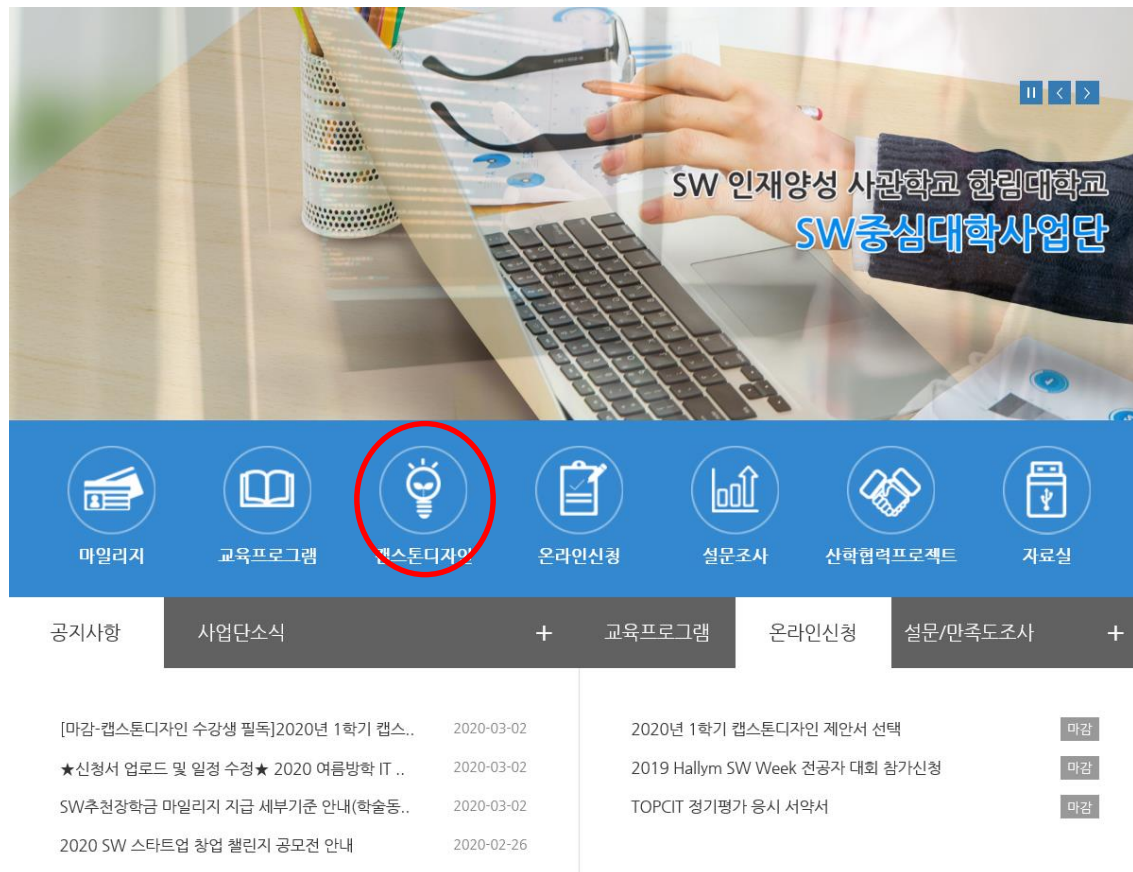 SW 인재양성 사관학교 한림대학교
SW중심대학사업단
마일리지
교육프로그램
캡스톤디자인
온라인신청
설문조사
산학협력프로젝트
자료실
공지사항
사업단소식
+
교육프로그램
온라인신청
설문/만족도조사
+
[마감-캡스톤디자인 수강생 필독]2020년 1학기 캡스.. 2020-03-02
★신청서 업로드 및 일정 수정★ 2020 여름방학 IT .. 2020-03-02
SW추천장학금 마일리지 지급 세부기준 안내(학술동.. 2020-03-02
2020 SW 스타트업 창업 챌린지 공모전 안내 2020-02-26
2020년 1학기 캡스톤디자인 제안서 선택 마감
2019 Hallym SW Week 전공자 대회 참가신청 마감
TOPCIT 정기평가 응시 서약서 마감